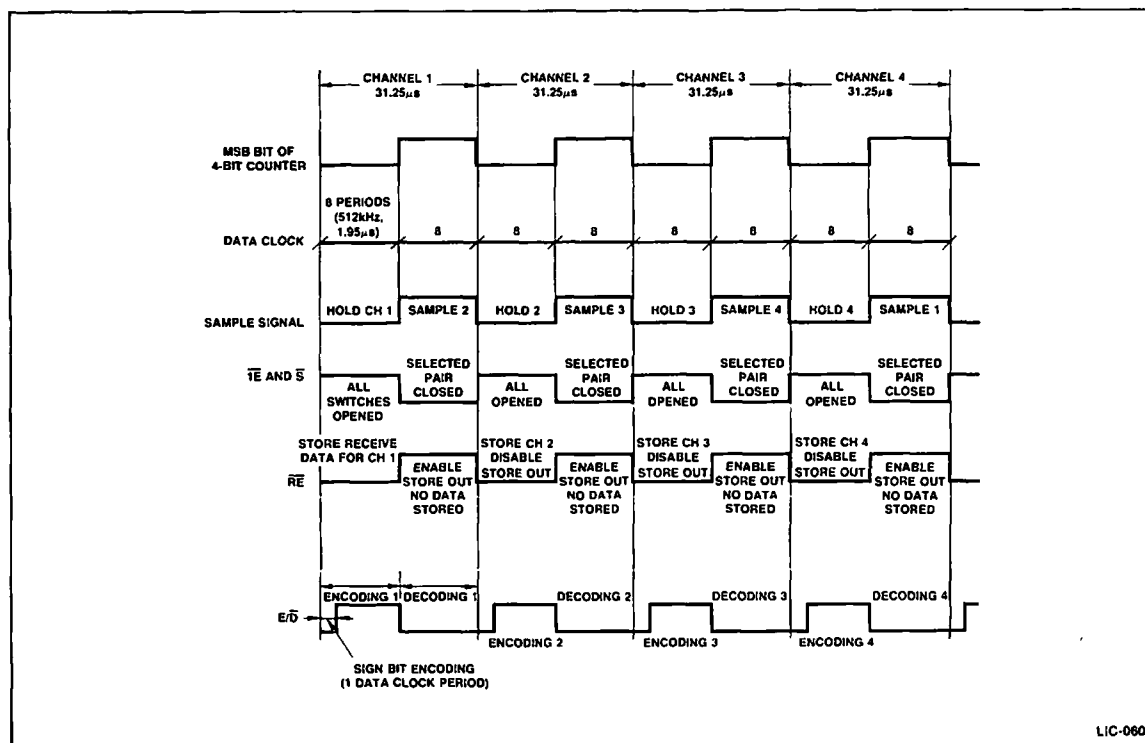 CHANNEL 1 CHANNEL 2 CHANNEL 3 CHANNEL 4
31.25μs 31.25μs 31.25μs 31.25μs
MSB BIT OF
4-BIT COUNTER
8 PERIODS
(512kHz,
1.95μs) 8 8 8 8 8 8 8
DATA CLOCK
HOLD CH 1 SAMPLE 2 HOLD 2 SAMPLE 3 HOLD 3 SAMPLE 4 HOLD 4 SAMPLE 1
SAMPLE SIGNAL
1E AND S
ALL
SWITCHES
OPENED
SELECTED
PAIR
CLOSED
ALL
OPENED
SELECTED
PAIR
CLOSED
ALL
OPENED
SELECTED
PAIR
CLOSED
ALL
OPENED
SELECTED
PAIR
CLOSED
STORE RECEIVE
DATA FOR CH 1
RE
ENABLE
STORE OUT
NO DATA
STORED
STORE CH 2
DISABLE
STORE OUT
ENABLE
STORE OUT
NO DATA
STORED
STORE CH 3
DISABLE
STORE OUT
ENABLE
STORE OUT
NO DATA
STORED
STORE CH 4
DISABLE
STORE OUT
ENABLE
STORE OUT
NO DATA
STORED
ENCODING 1 DECODING 1 DECODING 2 DECODING 3 DECODING 4
E/D
ENCODING 2 ENCODING 3 ENCODING 4
SIGN BIT ENCODING
(1 DATA CLOCK PERIOD)
LIC-060